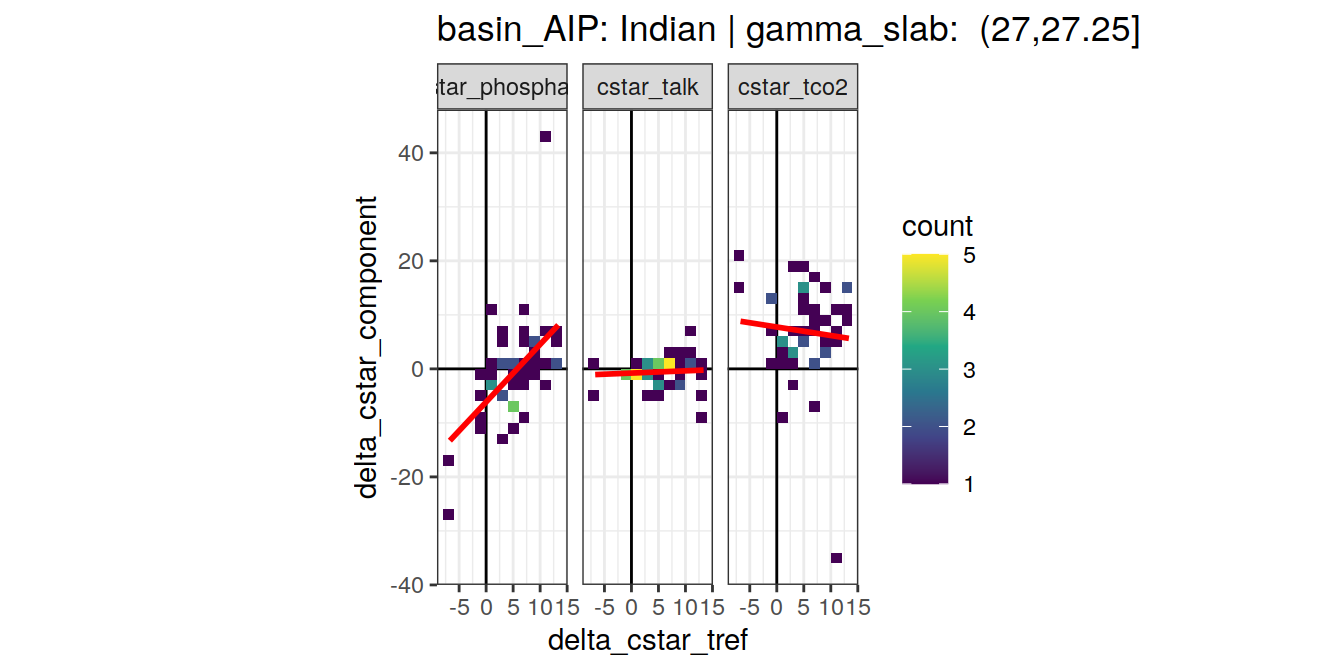 basin_AIP: Indian | gamma_slab:  (27,27.25]
tar_phospha
cstar_talk
cstar_tco2
delta_cstar_component
40
20
0
-20
-40
-5 0 5 1015
-5 0 5 1015
-5 0 5 1015
delta_cstar_tref
count
5
4
3
2
1